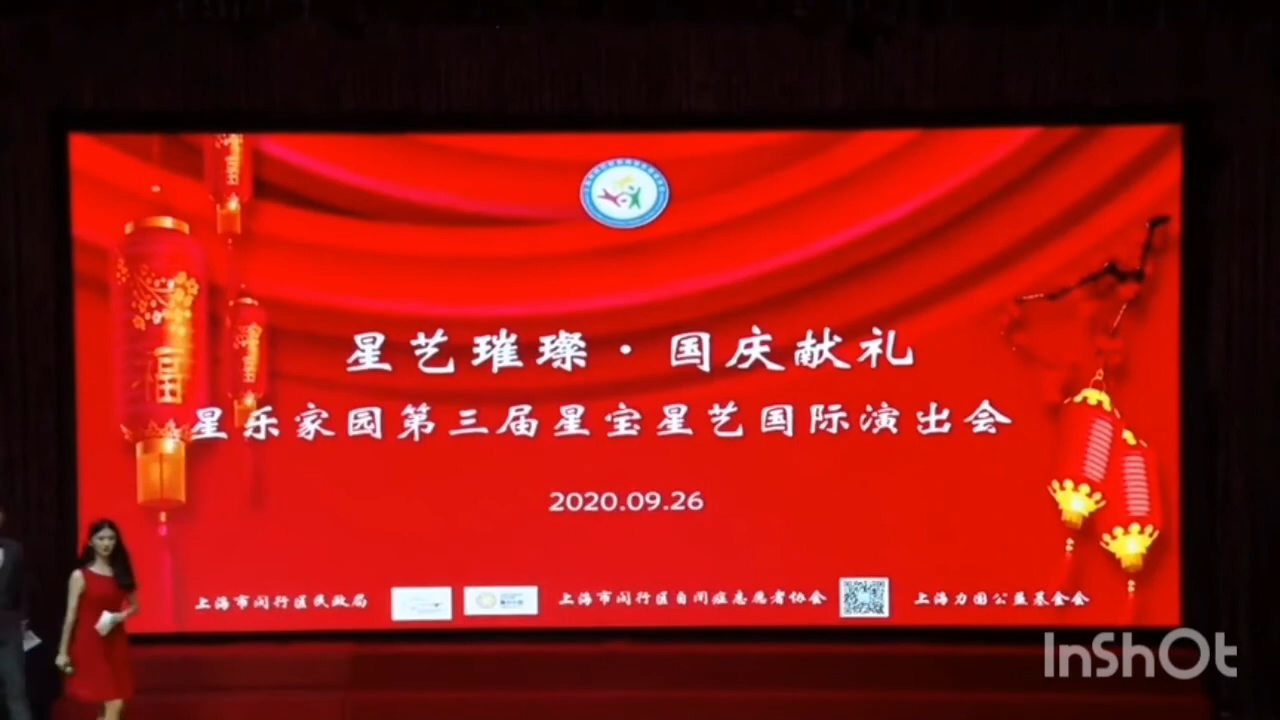 福
星艺璀璨·国庆献礼
星乐家园第三届星宝星艺国际演出会
2020.09.26
上海市闵行区民政局
上海市闵行区自闭症志愿者协会
上海力国公益基金会
InShOt